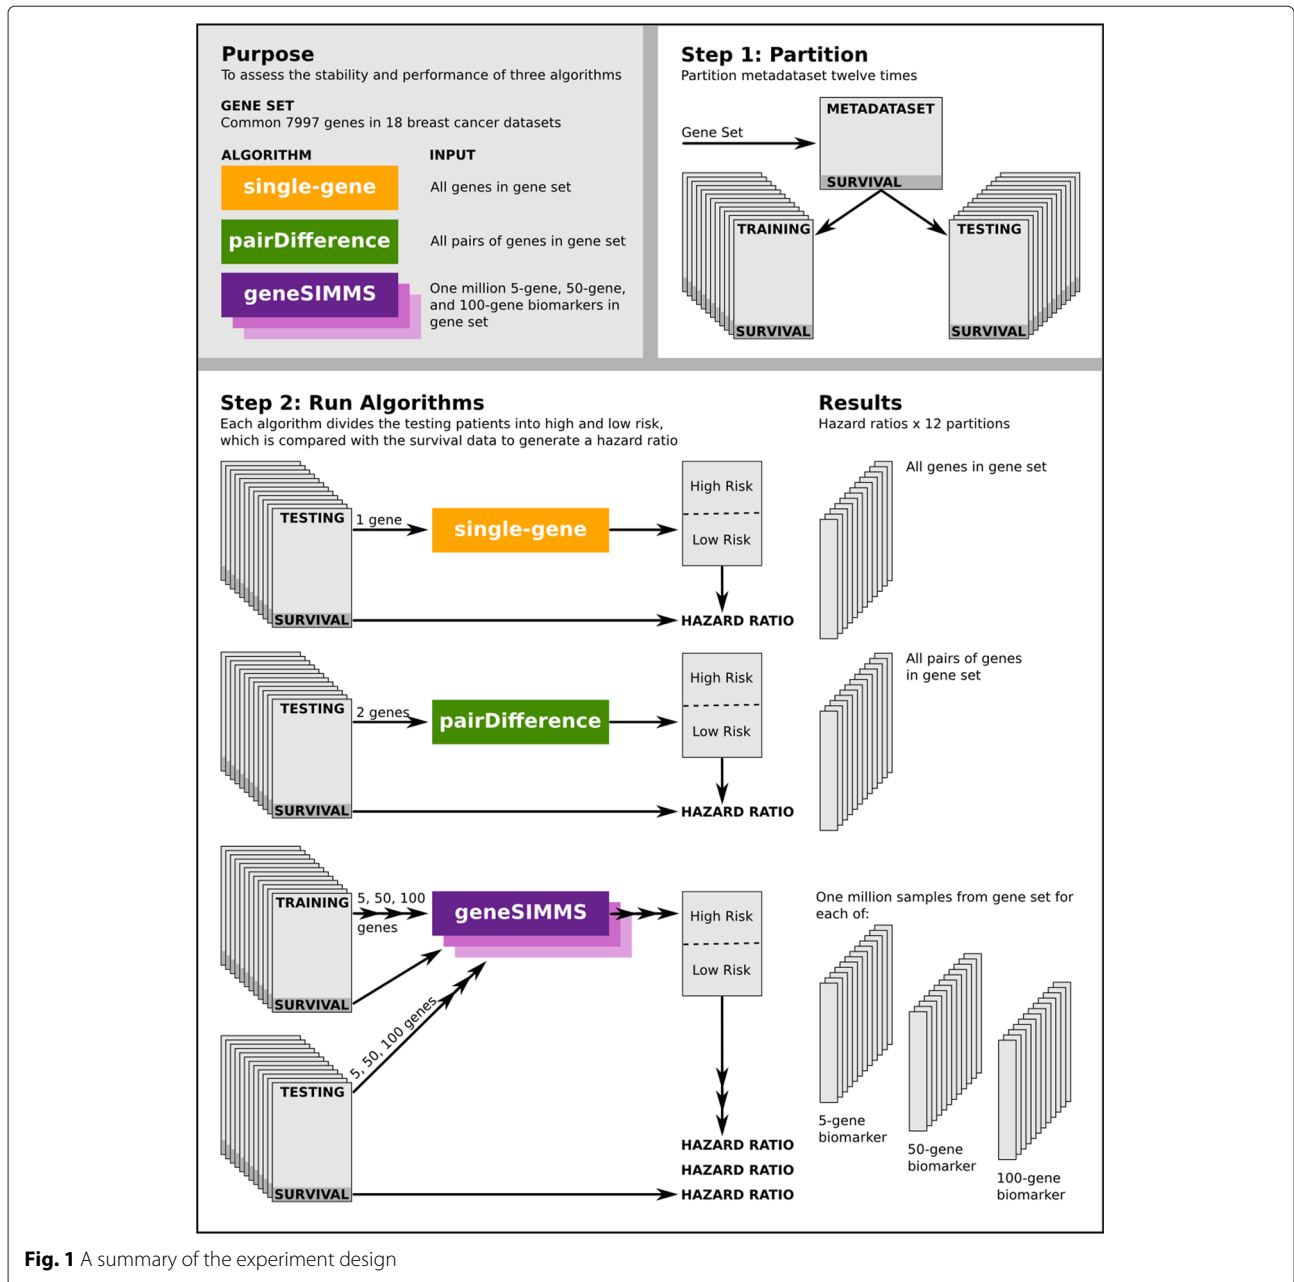 Purpose
To assess the stability and performance of three algorithms
GENE SET
Common 7997 genes in 18 breast cancer datasets
ALGORITHM
INPUT
single-gene
All genes in gene set
pairDifference
All pairs of genes in gene set
geneSIMMS
One million 5-gene, 50-gene,
and 100-gene biomarkers in
gene set
Step 1: Partition
Partition metadataset twelve times
Gene Set
METADATASET
SURVIVAL
TRAINING
SURVIVAL
TESTING
SURVIVAL
Step 2: Run Algorithms
Each algorithm divides the testing patients into high and low risk,
which is compared with the survival data to generate a hazard ratio
Results
Hazard ratios x 12 partitions
TESTING
1 gene
single-gene
High Risk
Low Risk
SURVIVAL
HAZARD RATIO
All genes in gene set
TESTING
2 genes
pairDifference
High Risk
Low Risk
SURVIVAL
HAZARD RATIO
All pairs of genes
in gene set
TRAINING
5, 50, 100
genes
geneSIMMS
High Risk
Low Risk
SURVIVAL
5, 50, 100 genes
TESTING
SURVIVAL
HAZARD RATIO
HAZARD RATIO
HAZARD RATIO
One million samples from gene set for
each of:
5-gene
biomarker
50-gene
biomarker
100-gene
biomarker
Fig. 1 A summary of the experiment design